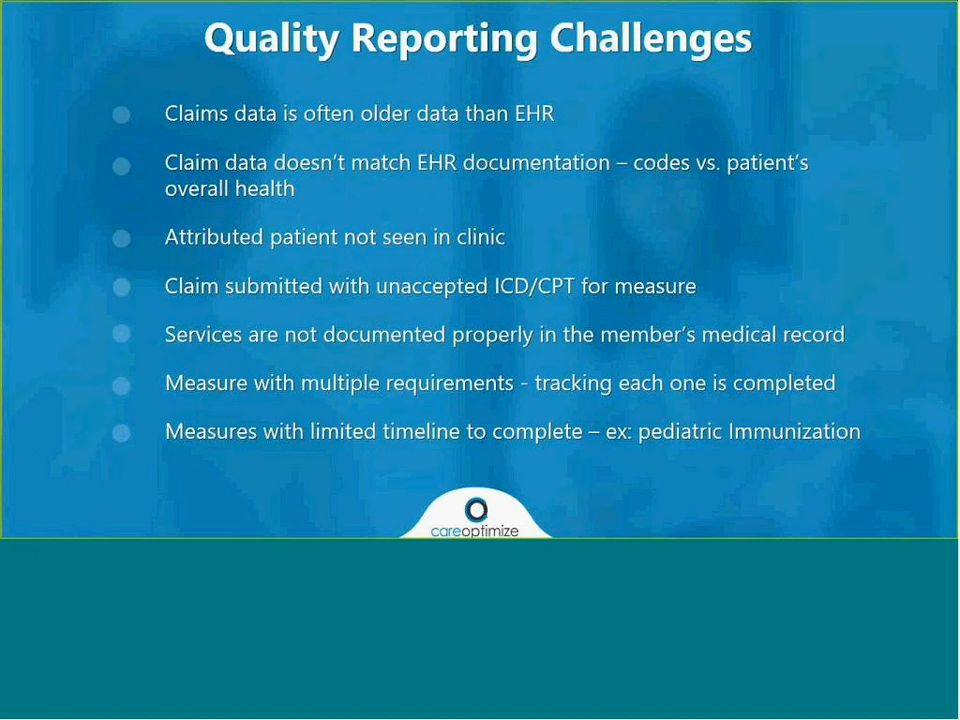 Quality Reporting Challenges
Claims data is often older data than EHR
Claim data doesn't match EHR documentation – codes vs. patient's
overall health
Attributed patient not seen in clinic
Claim submitted with unaccepted ICD/CPT for measure
Services are not documented properly in the member's medical record
Measure with multiple requirements - tracking each one is completed
Measures with limited timeline to complete – ex: pediatric Immunization
careoptimize